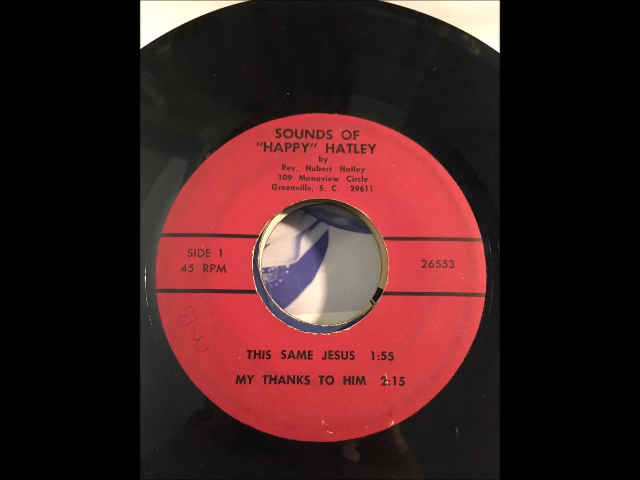 SOUNDS OF
"HAPPY" HATLEY
by
Rev. Hubert Hatley
109 Monaview Circle
Greenville, S. C. 29611
SIDE 1
45 RPM
26553
THIS SAME JESUS 1:55
MY THANKS TO HIM 2:15